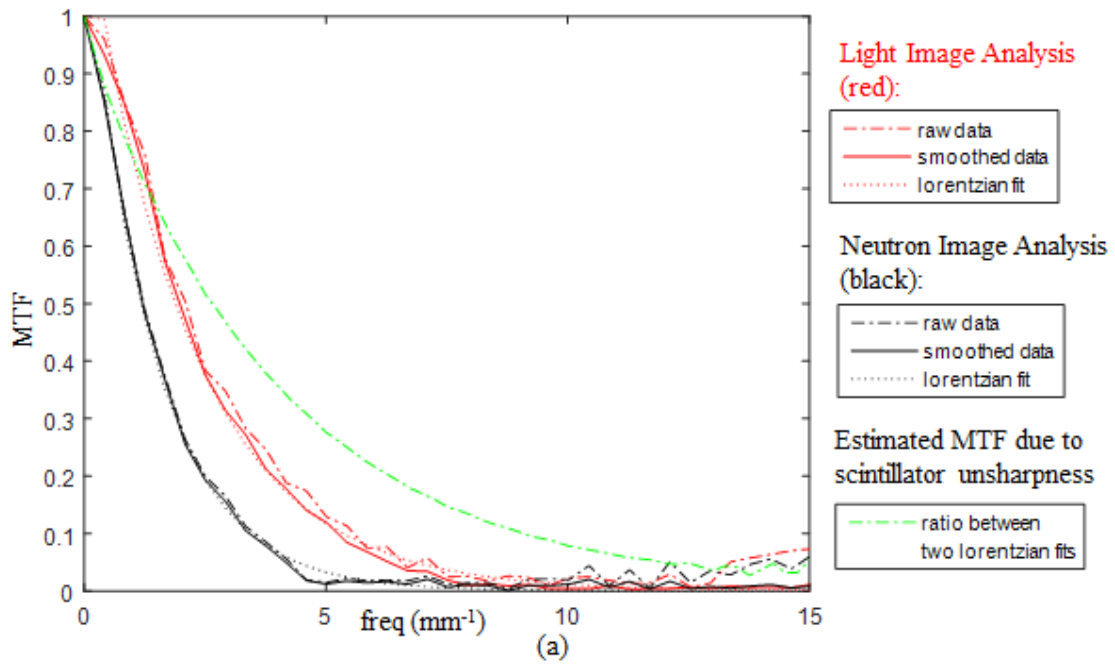 1
0.9
0.8
0.7
0.6
0.5
0.4
0.3
0.2
0.1
0
MTF
0
5
10
15
freq (mm⁻¹)
(a)
Light Image Analysis
(red):
raw data
smoothed data
lorentzian fit
Neutron Image Analysis
(black):
raw data
smoothed data
lorentzian fit
Estimated MTF due to
scintillator unsharpness
ratio between
two lorentzian fits